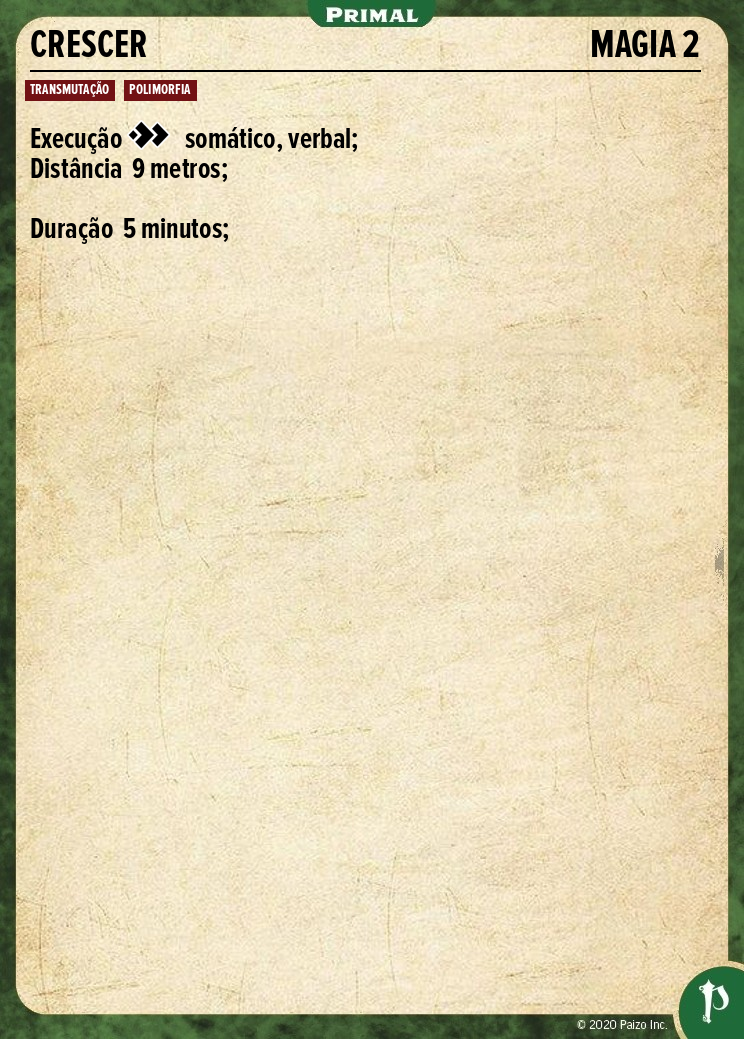 PRIMAL
CRESCER MAGIA 2
TRANSMUTAÇÃO POLIMORFIA
Execução somático, verbal;
Distância 9 metros;
Duração 5 minutos;
© 2020 Paizo Inc.